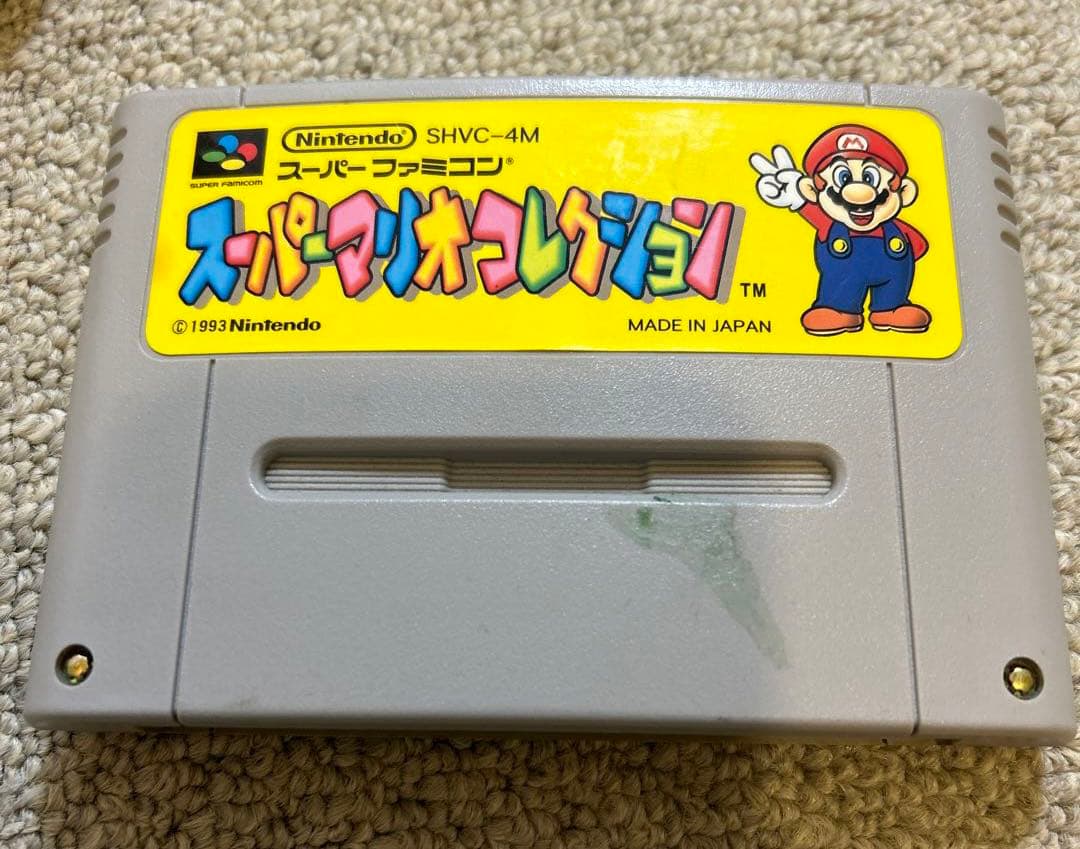 Nintendo® SHVC-4M
SUPER FAMICOM
スーパーファミコン®
スーパーマリオコレクション TM
M
© 1993 Nintendo
MADE IN JAPAN